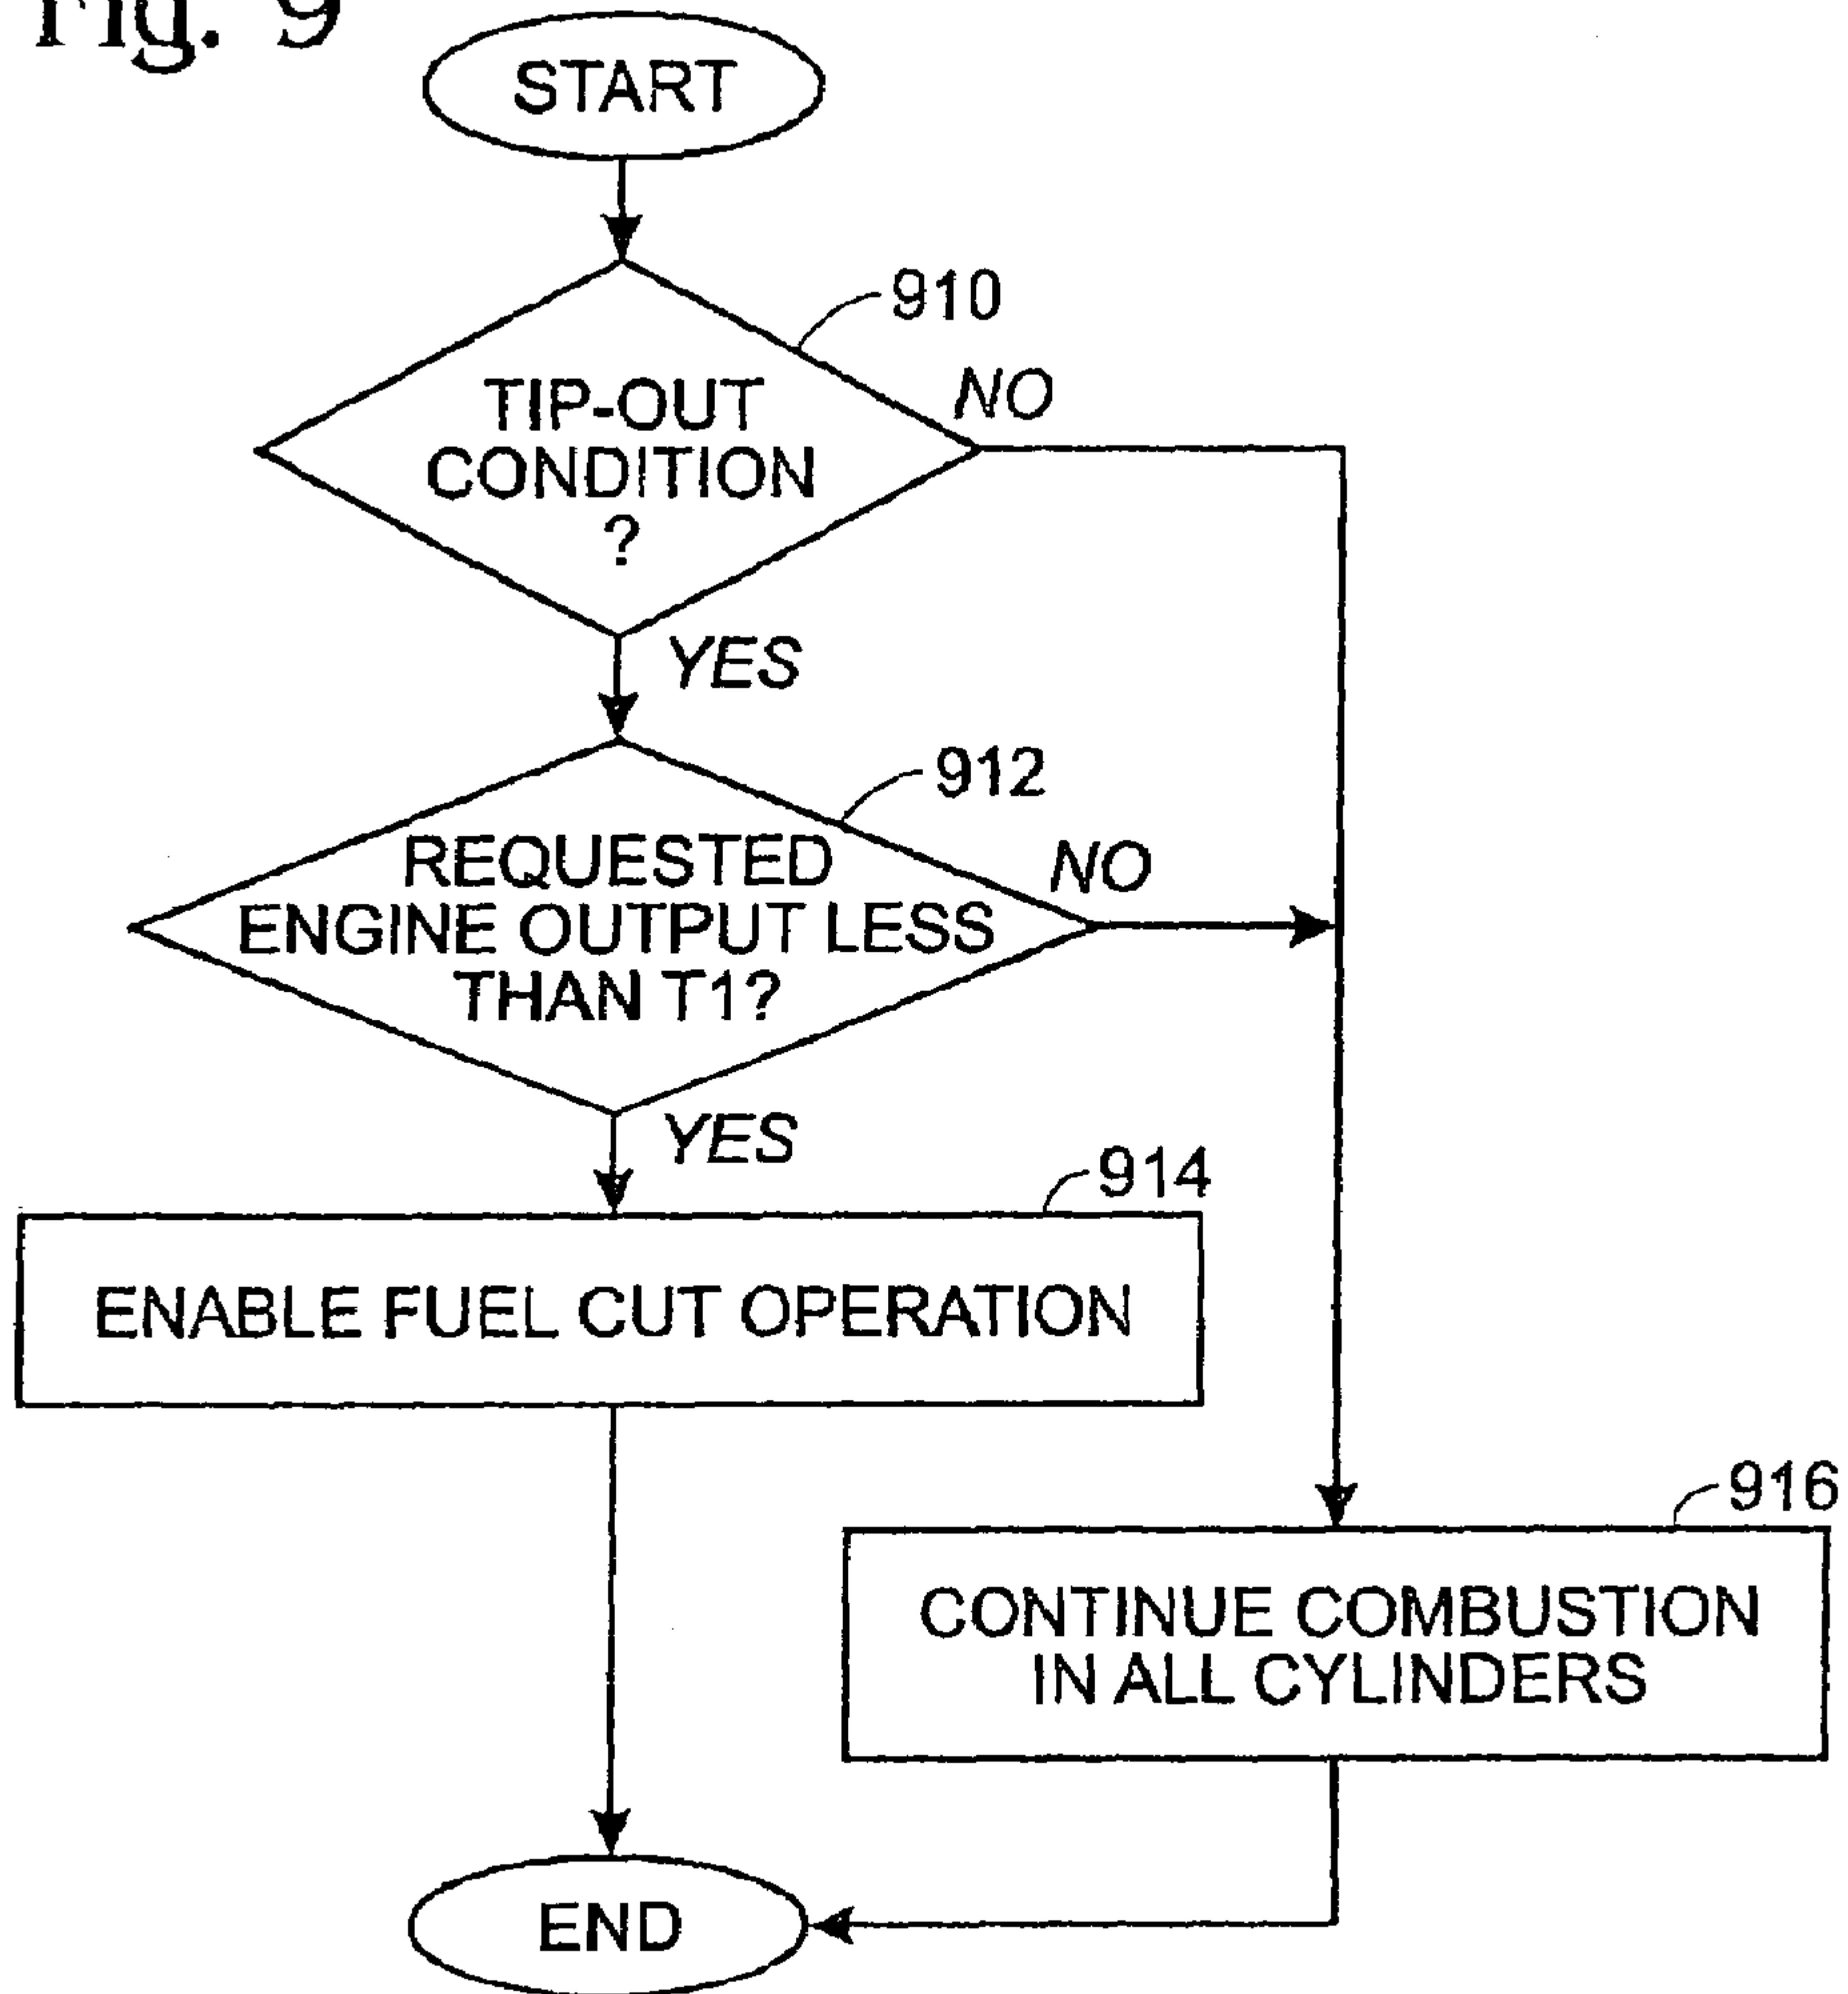 Fig. 9
START
910
TIP-OUT
CONDITION
?
NO
YES
912
REQUESTED
ENGINE OUTPUT LESS
THAN T1?
NO
YES
914
ENABLE FUEL CUT OPERATION
916
CONTINUE COMBUSTION
IN ALL CYLINDERS
END